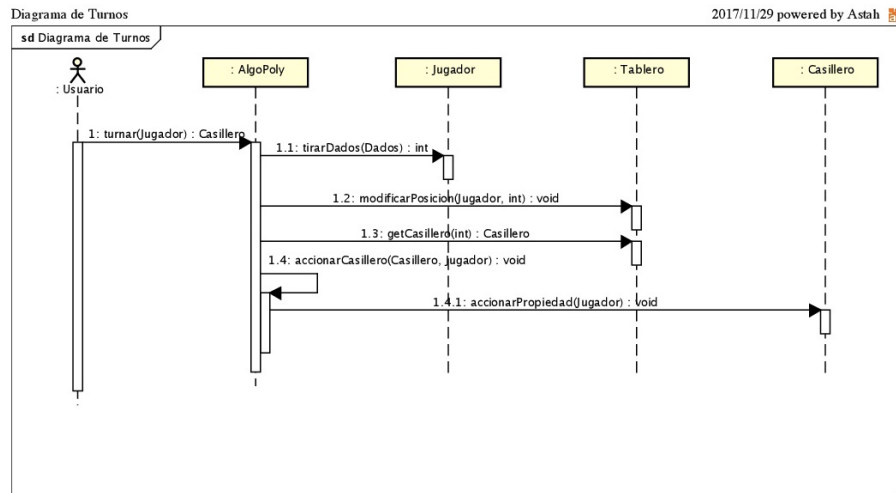 Diagrama de Turnos
2017/11/29 powered by Astah
sd Diagrama de Turnos
: Usuario
: AlgoPoly
: Jugador
: Tablero
: Casillero
1: turnar(Jugador) : Casillero
1.1: tirarDados(Dados) : int
1.2: modificarPosicion(Jugador, int) : void
1.3: getCasillero(int) : Casillero
1.4: accionarCasillero(Casillero, Jugador) : void
1.4.1: accionarPropiedad(Jugador) : void